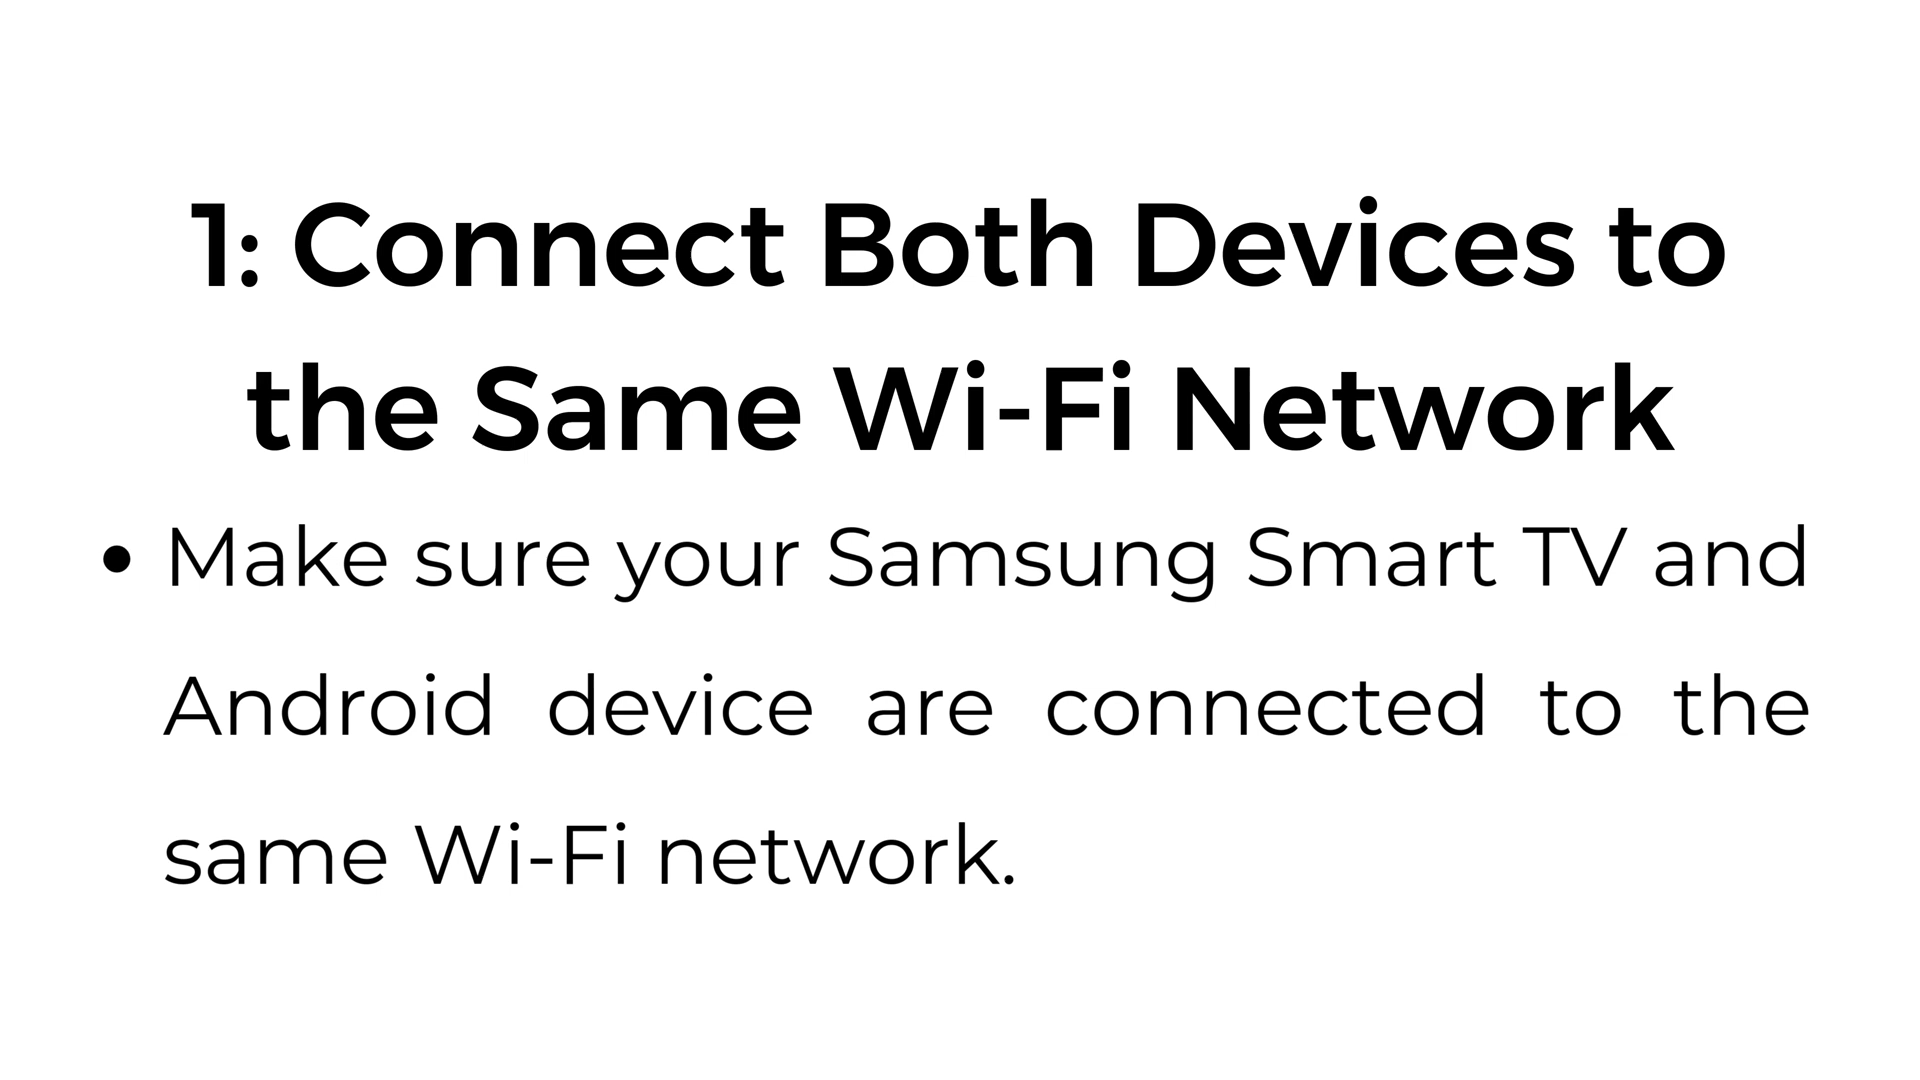 1: Connect Both Devices to
the Same Wi-Fi Network
• Make sure your Samsung Smart TV and
Android device are connected to the
same Wi-Fi network.